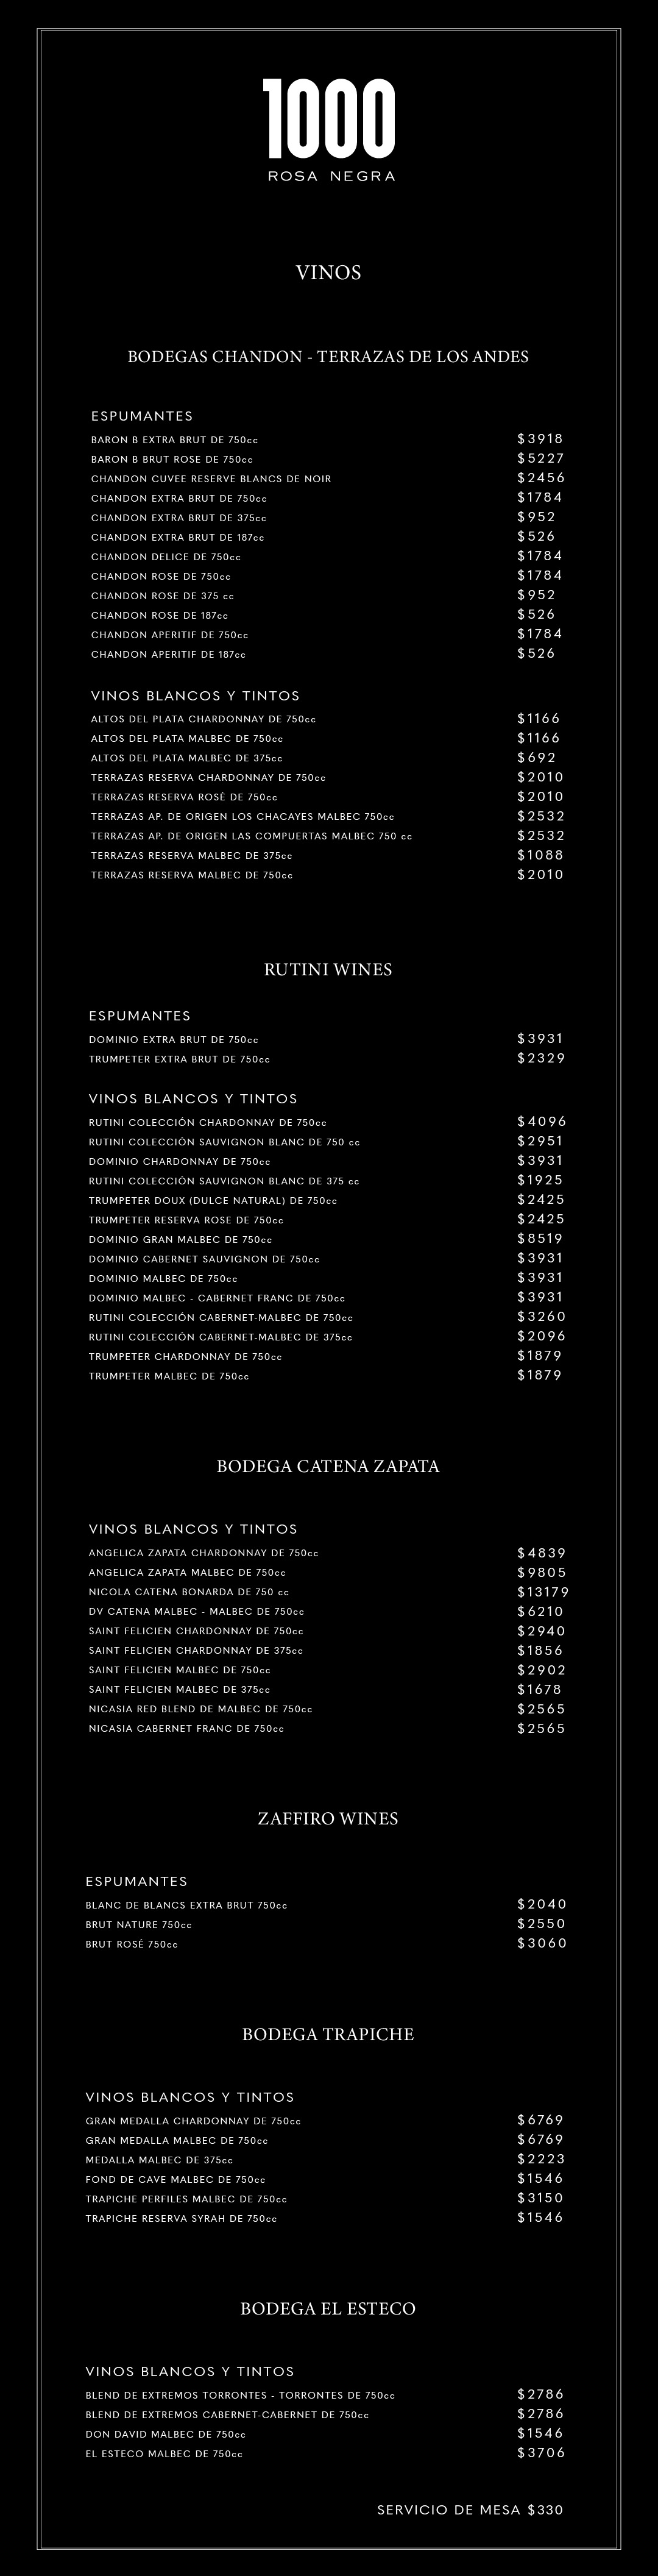 1000
ROSA NEGRA
VINOS
BODEGAS CHANDON - TERRAZAS DE LOS ANDES
ESPUMANTES
BARON B EXTRA BRUT DE 750cc $3918
BARON B BRUT ROSE DE 750cc $5227
CHANDON CUVEE RESERVE BLANCS DE NOIR $2456
CHANDON EXTRA BRUT DE 750cc $1784
CHANDON EXTRA BRUT DE 375cc $952
CHANDON EXTRA BRUT DE 187cc $526
CHANDON DELICE DE 750cc $1784
CHANDON ROSE DE 750cc $1784
CHANDON ROSE DE 375 cc $952
CHANDON ROSE DE 187cc $526
CHANDON APERITIF DE 750cc $1784
CHANDON APERITIF DE 187cc $526
VINOS BLANCOS Y TINTOS
ALTOS DEL PLATA CHARDONNAY DE 750cc $1166
ALTOS DEL PLATA MALBEC DE 750cc $1166
ALTOS DEL PLATA MALBEC DE 375cc $692
TERRAZAS RESERVA CHARDONNAY DE 750cc $2010
TERRAZAS RESERVA ROSÉ DE 750cc $2010
TERRAZAS AP. DE ORIGEN LOS CHACAYES MALBEC 750cc $2532
TERRAZAS AP. DE ORIGEN LAS COMPUERTAS MALBEC 750 cc $2532
TERRAZAS RESERVA MALBEC DE 375cc $1088
TERRAZAS RESERVA MALBEC DE 750cc $2010
RUTINI WINES
ESPUMANTES
DOMINIO EXTRA BRUT DE 750cc $3931
TRUMPETER EXTRA BRUT DE 750cc $2329
VINOS BLANCOS Y TINTOS
RUTINI COLECCIÓN CHARDONNAY DE 750cc $4096
RUTINI COLECCIÓN SAUVIGNON BLANC DE 750 cc $2951
DOMINIO CHARDONNAY DE 750cc $3931
RUTINI COLECCIÓN SAUVIGNON BLANC DE 375 cc $1925
TRUMPETER DOUX (DULCE NATURAL) DE 750cc $2425
TRUMPETER RESERVA ROSE DE 750cc $2425
DOMINIO GRAN MALBEC DE 750cc $8519
DOMINIO CABERNET SAUVIGNON DE 750cc $3931
DOMINIO MALBEC DE 750cc $3931
DOMINIO MALBEC - CABERNET FRANC DE 750cc $3931
RUTINI COLECCIÓN CABERNET-MALBEC DE 750cc $3260
RUTINI COLECCIÓN CABERNET-MALBEC DE 375cc $2096
TRUMPETER CHARDONNAY DE 750cc $1879
TRUMPETER MALBEC DE 750cc $1879
BODEGA CATENA ZAPATA
VINOS BLANCOS Y TINTOS
ANGELICA ZAPATA CHARDONNAY DE 750cc $4839
ANGELICA ZAPATA MALBEC DE 750cc $9805
NICOLA CATENA BONARDA DE 750 cc $13179
DV CATENA MALBEC - MALBEC DE 750cc $6210
SAINT FELICIEN CHARDONNAY DE 750cc $2940
SAINT FELICIEN CHARDONNAY DE 375cc $1856
SAINT FELICIEN MALBEC DE 750cc $2902
SAINT FELICIEN MALBEC DE 375cc $1678
NICASIA RED BLEND DE MALBEC DE 750cc $2565
NICASIA CABERNET FRANC DE 750cc $2565
ZAFFIRO WINES
ESPUMANTES
BLANC DE BLANCS EXTRA BRUT 750cc $2040
BRUT NATURE 750cc $2550
BRUT ROSÉ 750cc $3060
BODEGA TRAPICHE
VINOS BLANCOS Y TINTOS
GRAN MEDALLA CHARDONNAY DE 750cc $6769
GRAN MEDALLA MALBEC DE 750cc $6769
MEDALLA MALBEC DE 375cc $2223
FOND DE CAVE MALBEC DE 750cc $1546
TRAPICHE PERFILES MALBEC DE 750cc $3150
TRAPICHE RESERVA SYRAH DE 750cc $1546
BODEGA EL ESTECO
VINOS BLANCOS Y TINTOS
BLEND DE EXTREMOS TORRONTES - TORRONTES DE 750cc $2786
BLEND DE EXTREMOS CABERNET-CABERNET DE 750cc $2786
DON DAVID MALBEC DE 750cc $1546
EL ESTECO MALBEC DE 750cc $3706
SERVICIO DE MESA $330